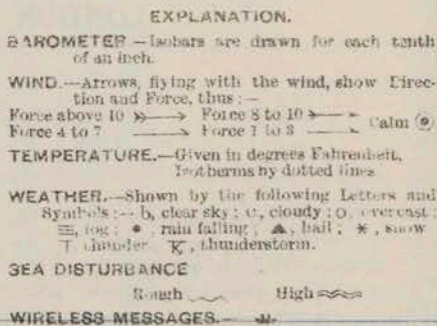 EXPLANATION.
BAROMETER—Isobars are drawn for each tenth
of an inch.
WIND.—Arrows, flying with the wind, show Direc-
tion and Force, thus:—
Force above 10 Force 8 to 10
Force 4 to 7 Force 1 to 3 Calm
TEMPERATURE.—Given in degrees Fahrenheit,
Isotherms by dotted lines
WEATHER.—Shown by the following Letters and
Symbols:— b, clear sky; c, cloudy; o, overcast;
≡, fog; ●, rain falling; ▲, hail; ✶, snow
T thunder K, thunderstorm.
SEA DISTURBANCE
Rough High
WIRELESS MESSAGES.— -W-